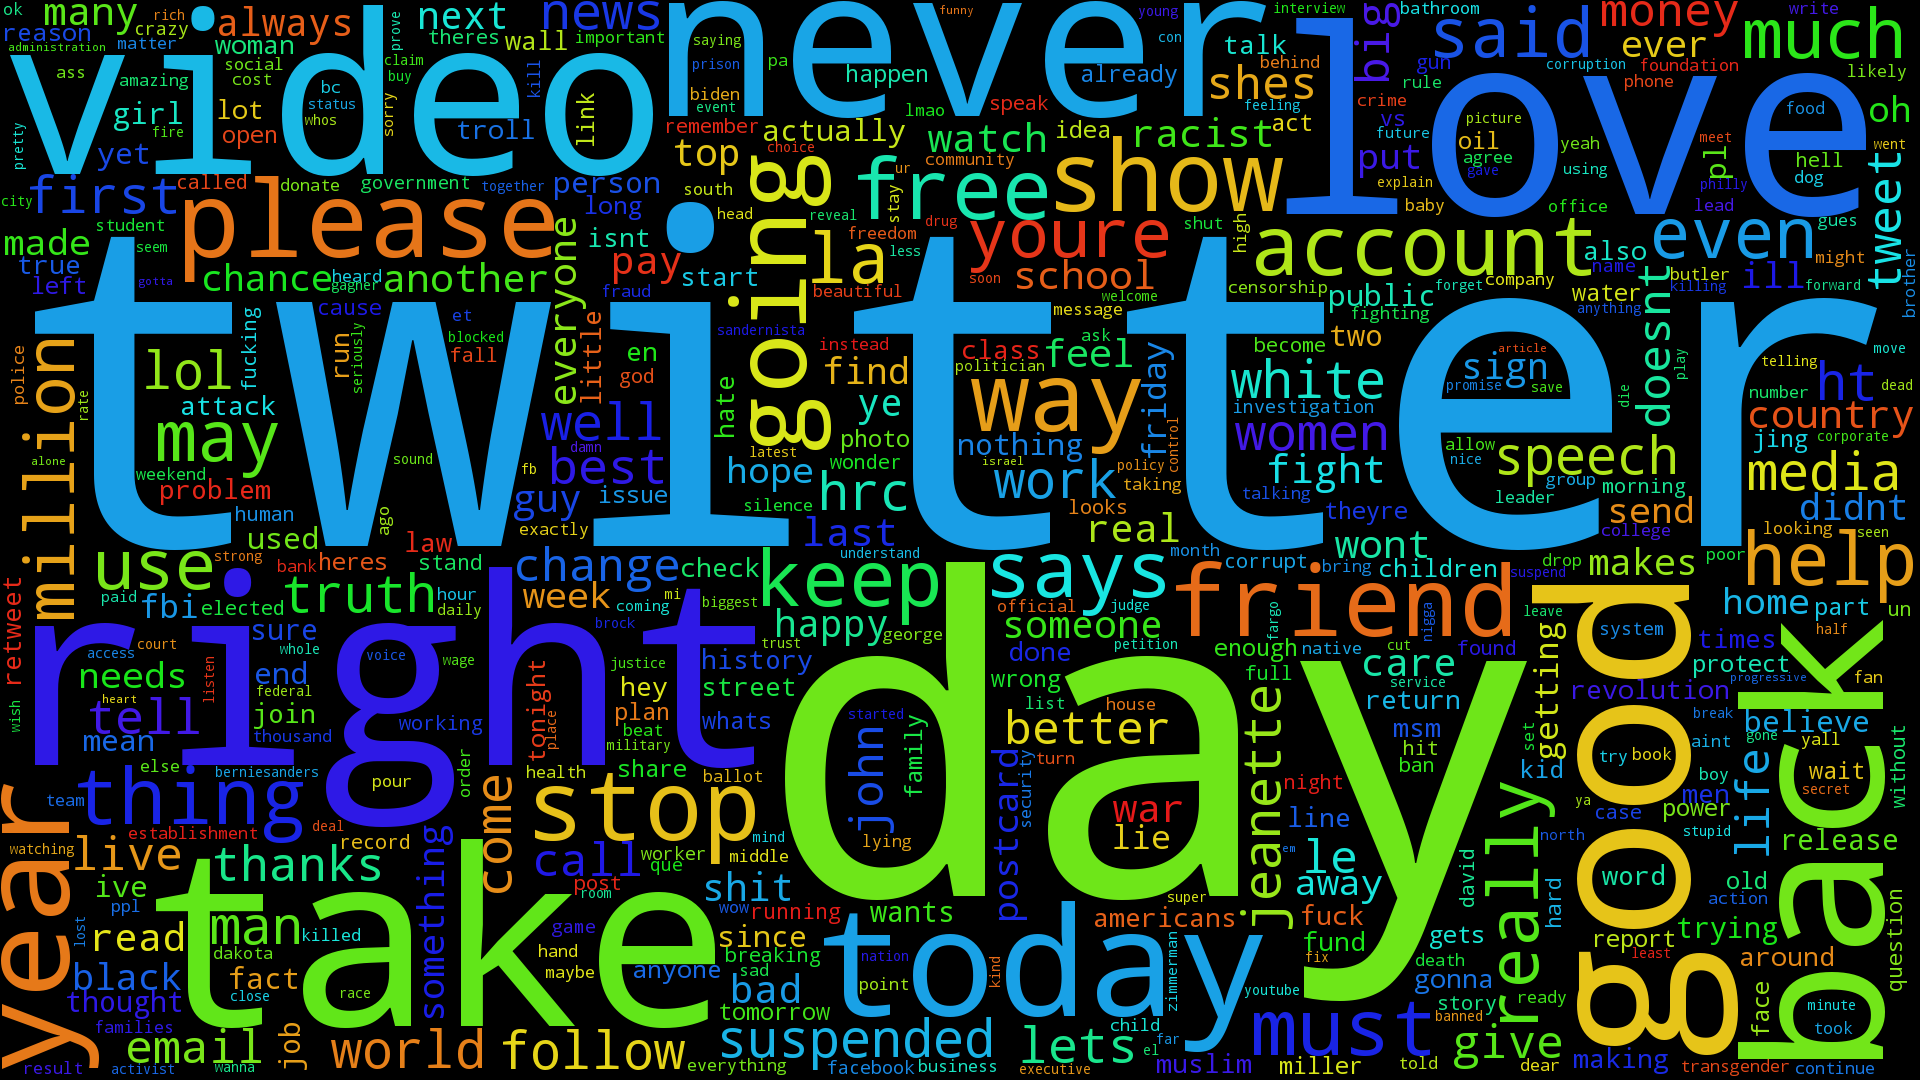 ok
rich
many
always
next
news
never
funny
young
interview
bathroom
write
reason
crazy
prove
theres
wall
important
saying
con
talk
big
said
money
much
administration
matter
woman
claim
video
prison
pa
happen
already
behind
gun
corruption
ever
foundation
ass
amazing
social
cost
buy
kill
biden
shes
rule
phone
likely
love
bc
status
girl
lot
sorry
link
event
lmao
speak
feeling
crime
vs
food
oh
fire
whos
open
troll
remember
actually
watch
idea
racist
act
future
picture
oil
yeah
meet
pretty
yet
top
choice
going
community
show
put
agree
pl
hell
went
city
first
called
donate
government
together
person
south
ur
free
explain
gave
using
philly
dog
tweet
student
please
long
head
stay
reveal
baby
office
lead
gues
made
seem
everyone
isnt
drug
freedom
youre
shut
high
account
also
even
might
true
chance
heard
another
pay
start
la
less
school
soon
censorship
forget
company
name
butler
ill
forward
brother
left
gotta
gagner
cause
et
fraud
beautiful
welcome
public
water
killing
twitter
seriously
blocked
little
sandernista
message
fighting
doesnt
anything
police
million
lol
fucking
run
fall
en
instead
class
ask
feel
become
two
article
play
telling
move
attack
god
find
politician
friday
white
sign
promise
save
die
number
ht
dead
rate
may
well
hate
ye
way
investigation
country
alone
weekend
sound
damn
latest
photo
nothing
women
allow
speech
jing
corporate
problem
best
fb
hope
wonder
israel
policy
control
fight
nice
group
media
human
ago
guy
issue
silence
hrc
work
taking
talking
leader
morning
send
didnt
used
exactly
last
looks
real
theyre
college
looking
seen
use
strong
law
understand
month
wont
bank
heres
stand
change
check
keep
says
corrupt
bring
children
suspend
drop
makes
poor
help
paid
fbi
elected
truth
hour
daily
week
coming
mi
biggest
official
judge
friend
good
leave
home
part
un
retweet
right
sure
brock
happy
george
someone
fargo
nigga
system
half
access
court
whole
voice
wage
justice
trust
history
done
petition
enough
native
cut
found
getting
times
back
needs
listen
end
tonight
hey
street
day
wrong
full
care
service
protect
progressive
fan
wish
heart
federal
plan
list
house
jeanette
return
revolution
tell
join
working
place
beat
whats
started
better
msm
set
break
believe
mean
thousand
military
family
turn
hit
try
book
aint
gone
yall
else
berniesanders
pour
order
health
share
ballot
john
postcard
security
night
ban
kid
boy
life
wait
without
year
team
thing
come
stop
war
line
ya
men
power
secret
establishment
deal
record
mind
lying
lie
really
case
north
stupid
watching
live
something
call
worker
middle
em
le
david
release
ive
thanks
que
post
room
shit
super
away
hard
word
old
action
ppl
take
wow
running
wants
americans
fuck
lost
read
man
killed
game
since
today
fund
gets
report
trying
question
dakota
hand
breaking
nation
kind
zimmerman
fix
death
least
around
black
fact
maybe
anyone
sad
bad
point
youtube
gonna
thought
close
race
tomorrow
story
ready
face
minute
families
job
suspended
child
must
banned
took
email
world
follow
lets
el
far
give
result
activist
wanna
everything
facebook
business
executive
muslim
miller
told
dear
making
transgender
continue